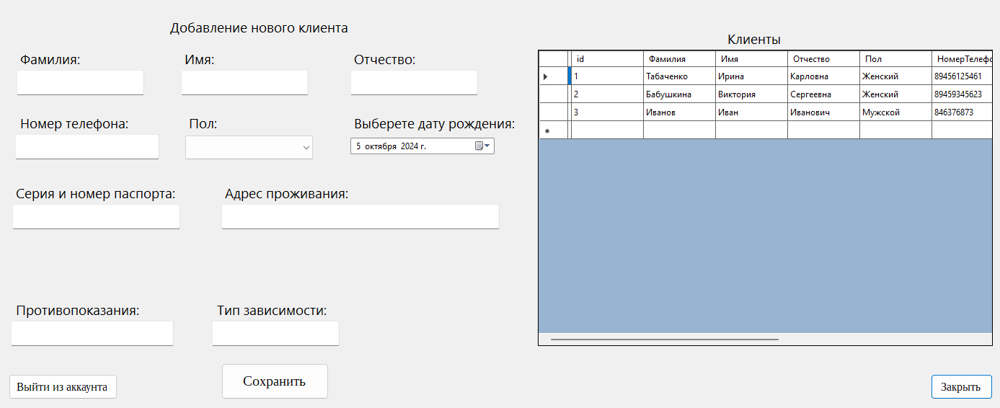 Добавление нового клиента
Фамилия: Имя: Отчество:
Номер телефона: Пол: Выберете дату рождения:
5 октября 2024 г.
Серия и номер паспорта: Адрес проживания:
Противопоказания: Тип зависимости:
Выйти из аккаунта Сохранить
Клиенты
id Фамилия Имя Отчество Пол НомерТелефо
1 Табаченко Ирина Карловна Женский 89456125461
2 Бабушкина Виктория Сергеевна Женский 89459345623
3 Иванов Иван Иванович Мужской 846376873
Закрыть